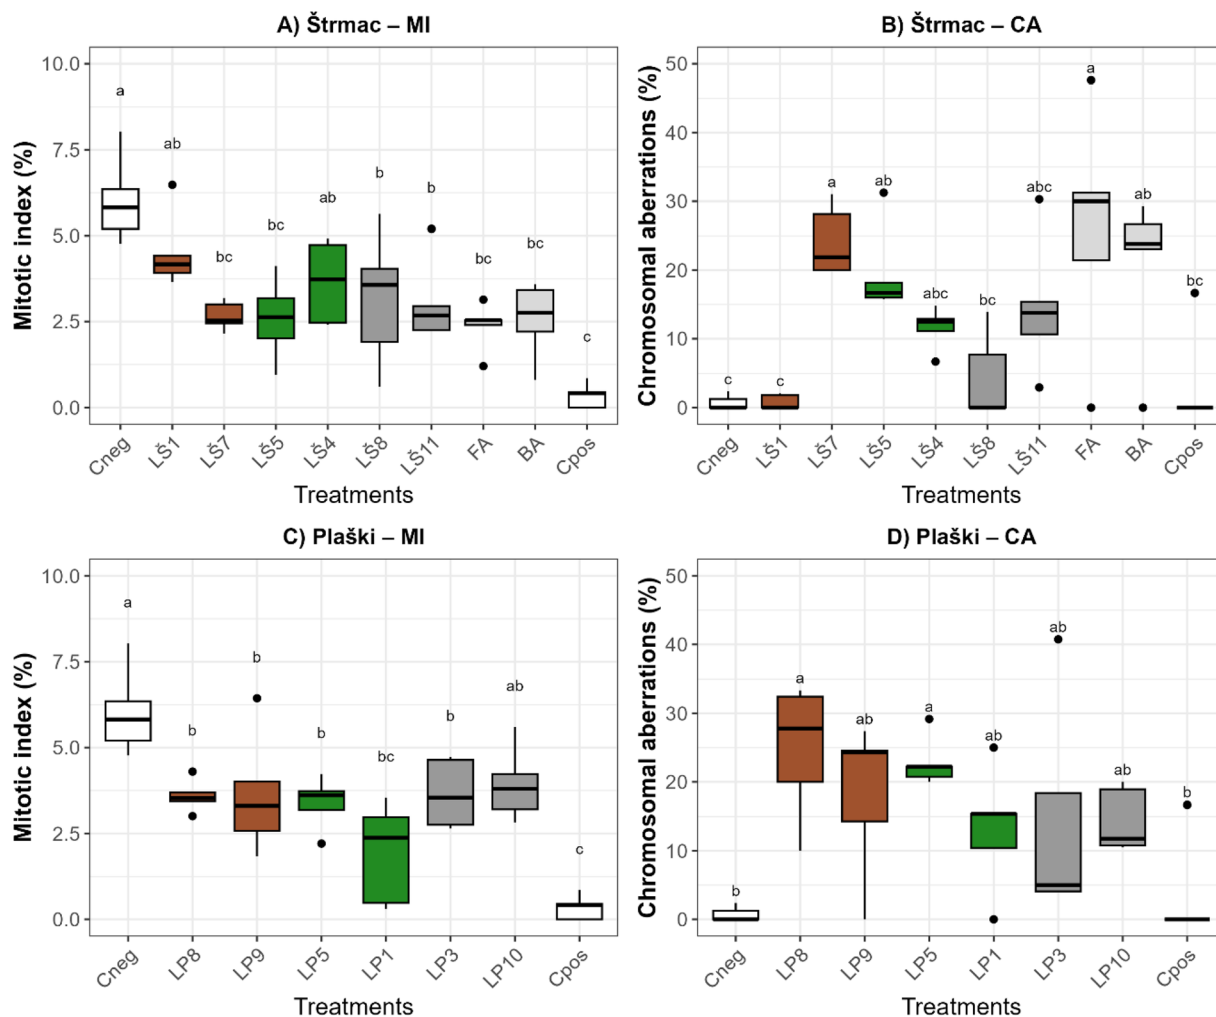 A) Štrmac – MI
Mitotic index (%)
10.0
7.5
5.0
2.5
0.0
a
ab
bc
bc
ab
b
b
bc
bc
c
Cneg
LŠ1
LŠ7
LŠ5
LŠ4
LŠ8
LŠ11
FA
BA
Cpos
Treatments
B) Štrmac – CA
Chromosomal aberrations (%)
50
40
30
20
10
0
c
c
a
ab
abc
bc
abc
a
ab
bc
Cneg
LŠ1
LŠ7
LŠ5
LŠ4
LŠ8
LŠ11
FA
BA
Cpos
Treatments
C) Plaški – MI
Mitotic index (%)
10.0
7.5
5.0
2.5
0.0
a
b
b
b
bc
b
ab
c
Cneg
LP8
LP9
LP5
LP1
LP3
LP10
Cpos
Treatments
D) Plaški – CA
Chromosomal aberrations (%)
50
40
30
20
10
0
b
a
ab
a
ab
ab
ab
b
Cneg
LP8
LP9
LP5
LP1
LP3
LP10
Cpos
Treatments